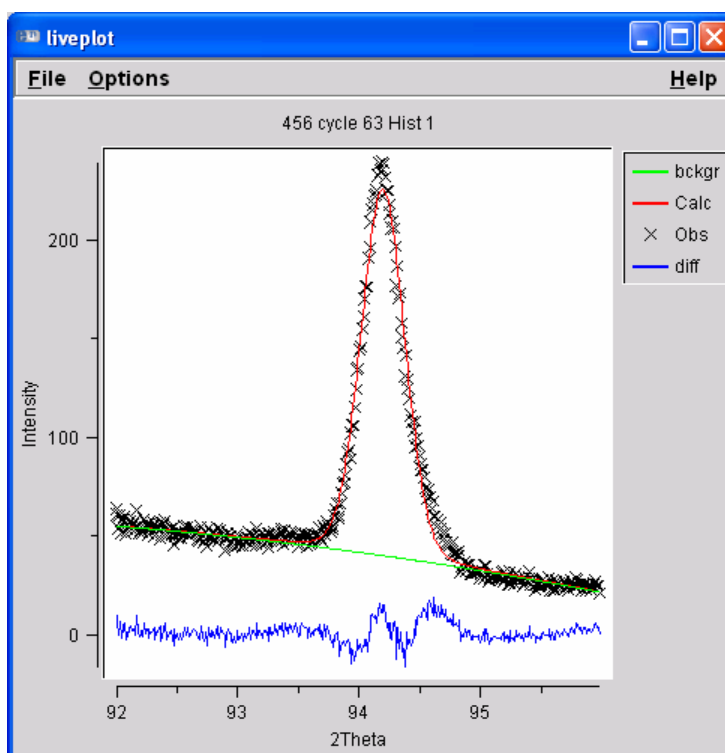 liveplot
File Options Help
456 cycle 63 Hist 1
bckgr
Calc
Obs
diff
Intensity
200
100
0
92 93 94 95
2Theta